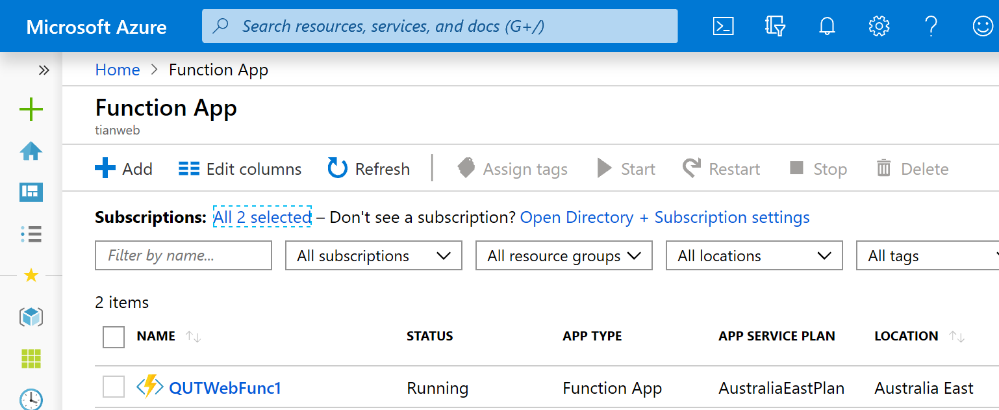 Microsoft Azure Search resources, services, and docs (G+/)
Home > Function App
Function App
tianweb
Add Edit columns Refresh Assign tags Start Restart Stop Delete
Subscriptions: All 2 selected – Don't see a subscription? Open Directory + Subscription settings
Filter by name... All subscriptions All resource groups All locations All tags
2 items
NAME STATUS APP TYPE APP SERVICE PLAN LOCATION
QUTWebFunc1 Running Function App AustraliaEastPlan Australia East